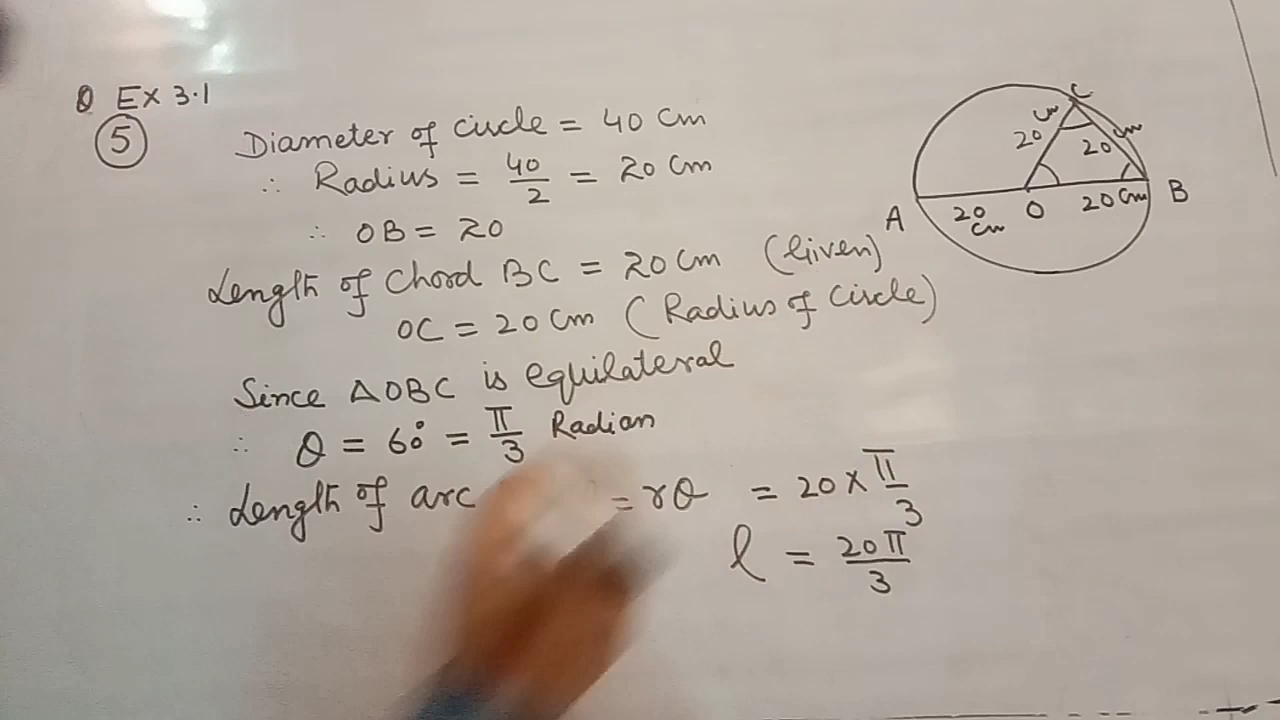 Q Ex 3.1
5
Diameter of circle = 40 cm
∴ Radius = 40/2 = 20 cm
∴ OB = 20
Length of Chord BC = 20 cm (Given)
OC = 20 cm (Radius of Circle)
Since ΔOBC is equilateral
∴ θ = 60° = π/3 Radian
∴ Length of arc = rθ = 20 × π/3
l = 20π/3
C
20 cm
20 cm
A
20 cm
O
20 cm
B